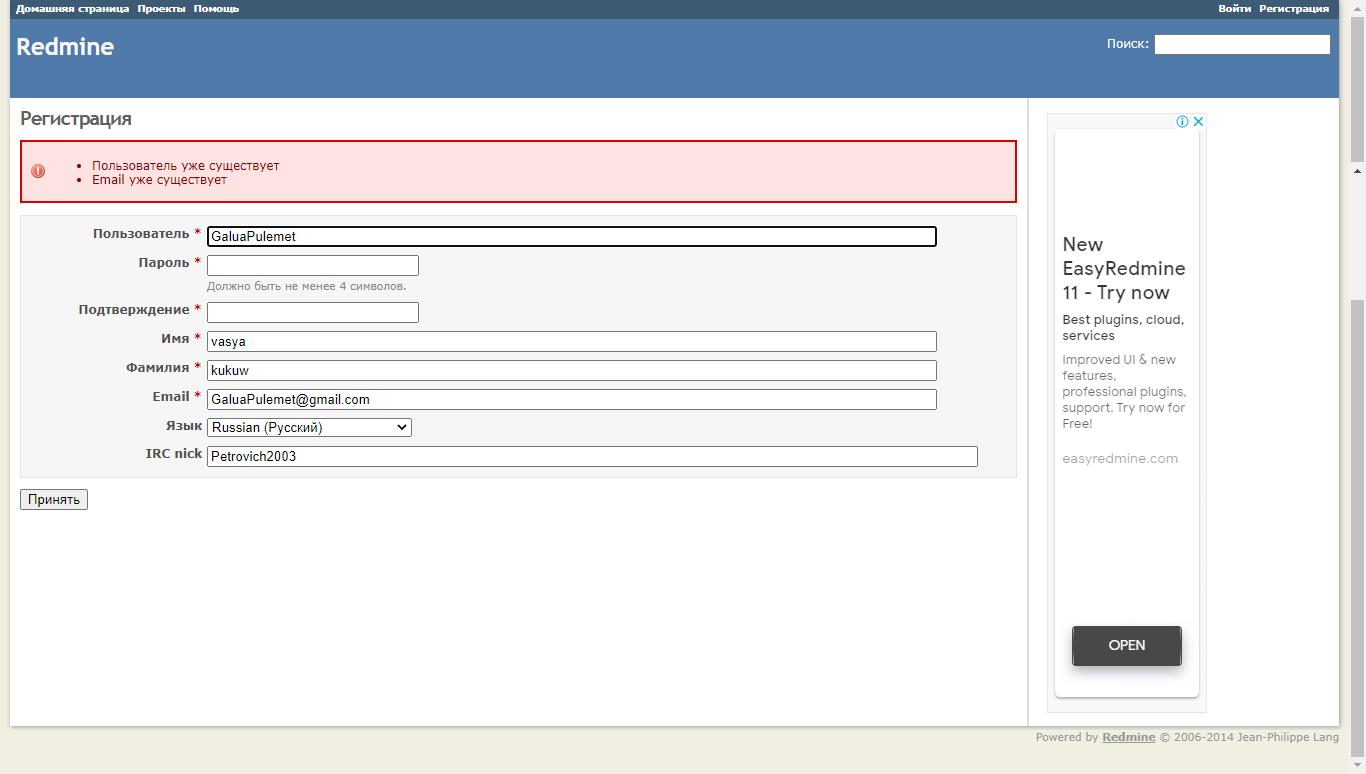 Домашняя страница Проекты Помощь Войти Регистрация
Redmine
Поиск:
Регистрация
Пользователь уже существует
Email уже существует
Пользователь * GaluaPulemet
Пароль *
Должно быть не менее 4 символов.
Подтверждение *
Имя * vasya
Фамилия * kukuw
Email * GaluaPulemet@gmail.com
Язык Russian (Русский)
IRC nick Petrovich2003
Принять
New
EasyRedmine
11 - Try now
Best plugins, cloud,
services
Improved UI & new
features,
professional plugins,
support. Try now for
Free!
easyredmine.com
OPEN
Powered by Redmine © 2006-2014 Jean-Philippe Lang